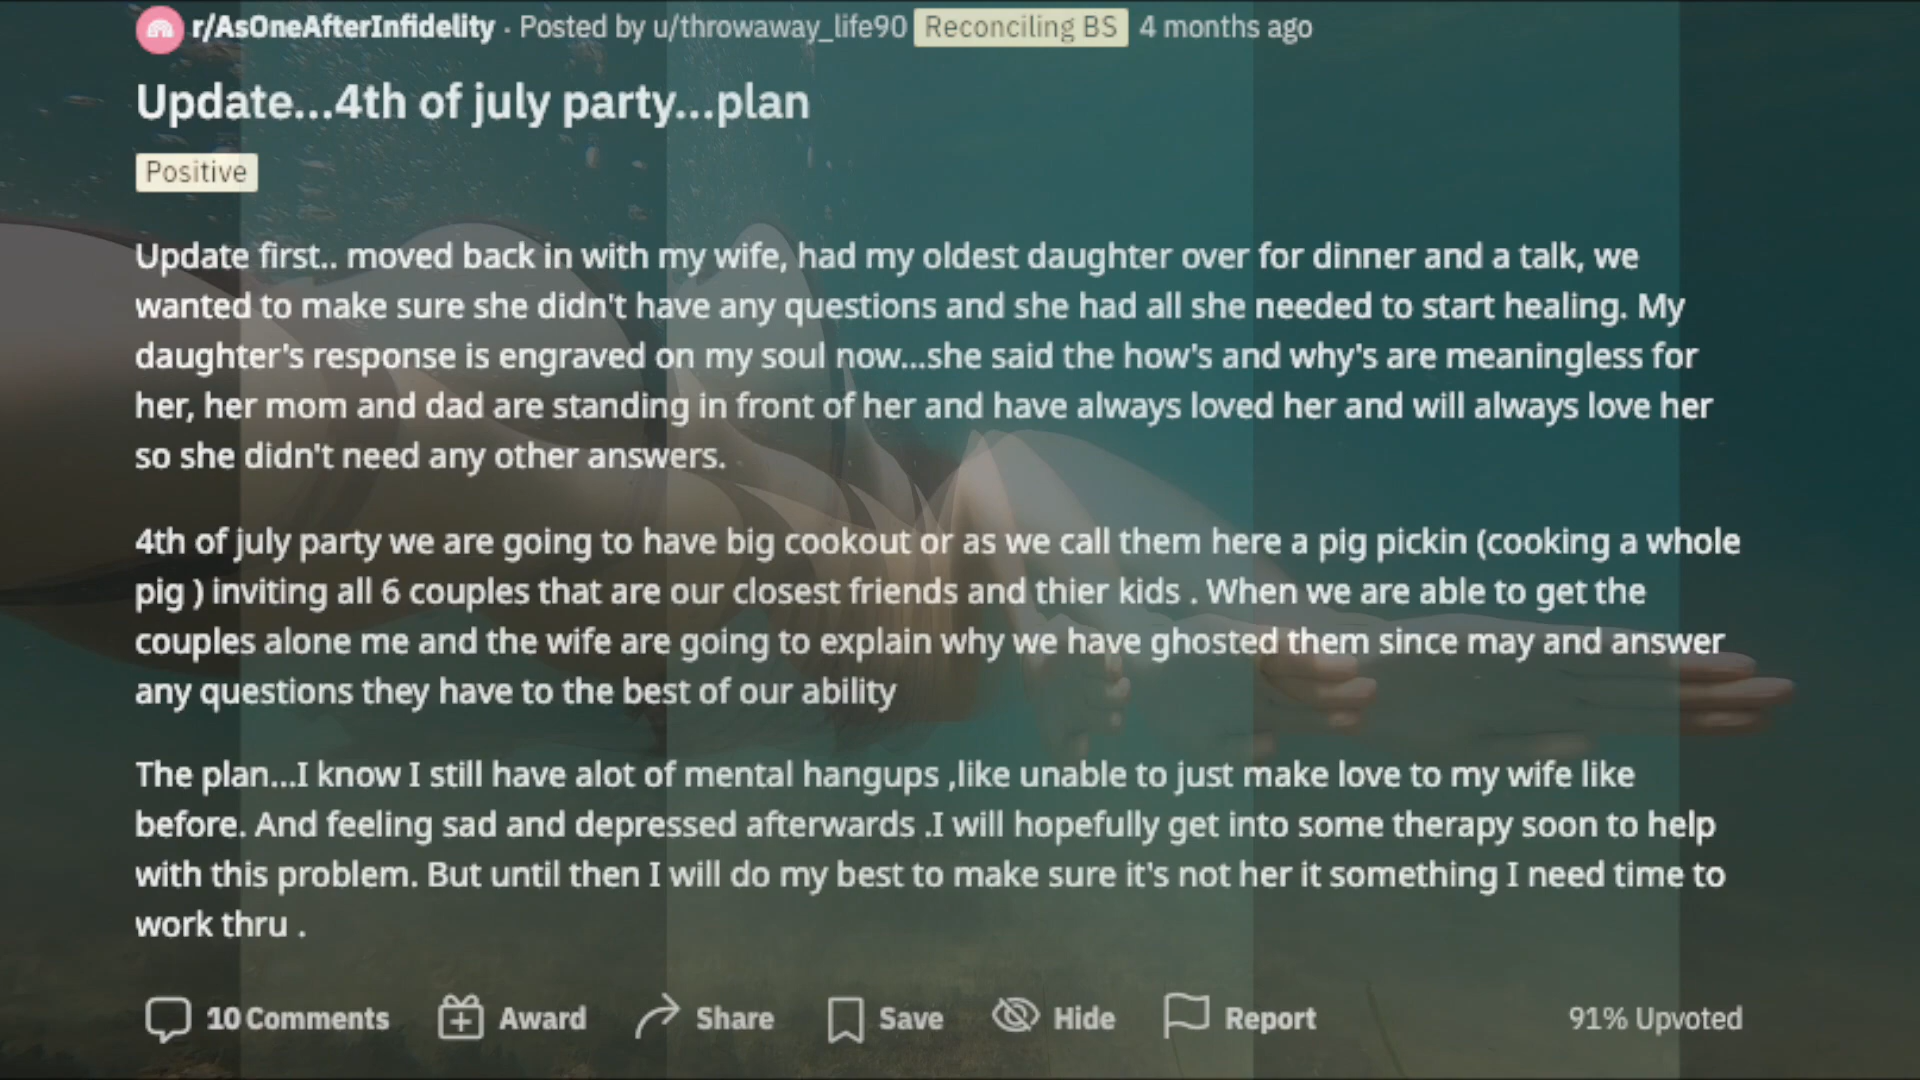 r/AsOneAfterInfidelity · Posted by u/throwaway_life90 Reconciling BS 4 months ago
Update...4th of july party...plan
Positive
Update first.. moved back in with my wife, had my oldest daughter over for dinner and a talk, we
wanted to make sure she didn't have any questions and she had all she needed to start healing. My
daughter's response is engraved on my soul now...she said the how's and why's are meaningless for
her, her mom and dad are standing in front of her and have always loved her and will always love her
so she didn't need any other answers.
4th of july party we are going to have big cookout or as we call them here a pig pickin (cooking a whole
pig ) inviting all 6 couples that are our closest friends and thier kids . When we are able to get the
couples alone me and the wife are going to explain why we have ghosted them since may and answer
any questions they have to the best of our ability
The plan...I know I still have alot of mental hangups ,like unable to just make love to my wife like
before. And feeling sad and depressed afterwards .I will hopefully get into some therapy soon to help
with this problem. But until then I will do my best to make sure it's not her it something I need time to
work thru .
10 Comments Award Share Save Hide Report 91% Upvoted